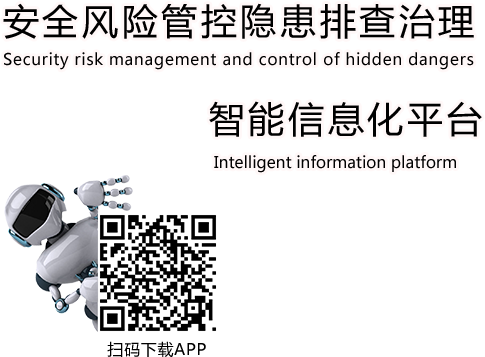 安全风险管控隐患排查治理
Security risk management and control of hidden dangers
智能信息化平台
Intelligent information platform
扫码下载APP